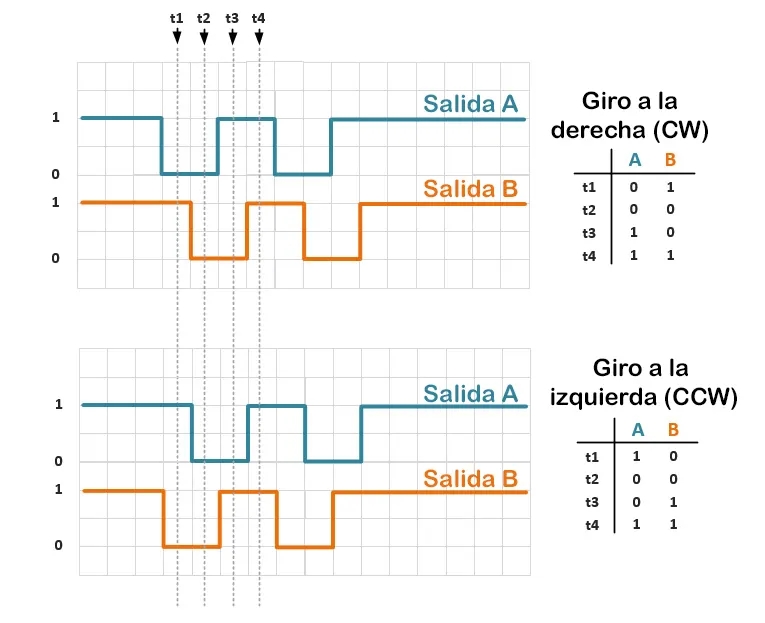 t1 t2 t3 t4
Salida A
1
0
Salida B
1
0
Giro a la
derecha (CW)
A B
t1 0 1
t2 0 0
t3 1 0
t4 1 1
Salida A
1
0
Salida B
1
0
Giro a la
izquierda (CCW)
A B
t1 1 0
t2 0 0
t3 0 1
t4 1 1